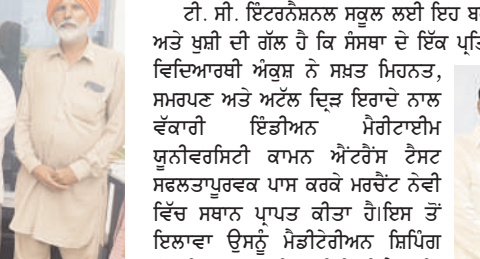 ਟੀ. ਸੀ. ਇੰਟਰਨੈਸ਼ਨਲ ਸਕੂਲ ਲਈ ਇਹ
ਅਤੇ ਖੁਸ਼ੀ ਦੀ ਗੱਲ ਹੈ ਕਿ ਸੰਸਥਾ ਦੇ ਇੱਕ
ਵਿਦਿਆਰਥੀ ਅੰਕੁਸ਼ ਨੇ ਸਖ਼ਤ ਮਿਹਨਤ,
ਸਮਰਪਣ ਅਤੇ ਅਟੱਲ ਦ੍ਰਿੜ ਇਰਾਦੇ ਨਾਲ
ਵੱਕਾਰੀ ਇੰਡੀਅਨ ਮੈਰੀਟਾਈਮ
ਯੂਨੀਵਰਸਿਟੀ ਕਾਮਨ ਐਂਟਰੈਂਸ ਟੈਸਟ
ਸਫਲਤਾਪੂਰਵਕ ਪਾਸ ਕਰਕੇ ਮਰਚੈਂਟ ਨੇਵੀ
ਵਿੱਚ ਸਥਾਨ ਪ੍ਰਾਪਤ ਕੀਤਾ ਹੈ।ਇਸ ਤੋਂ
ਇਲਾਵਾ ਉਸਨੂੰ ਮੈਡੀਟੇਰੀਅਨ ਸ਼ਿਪਿੰਗ